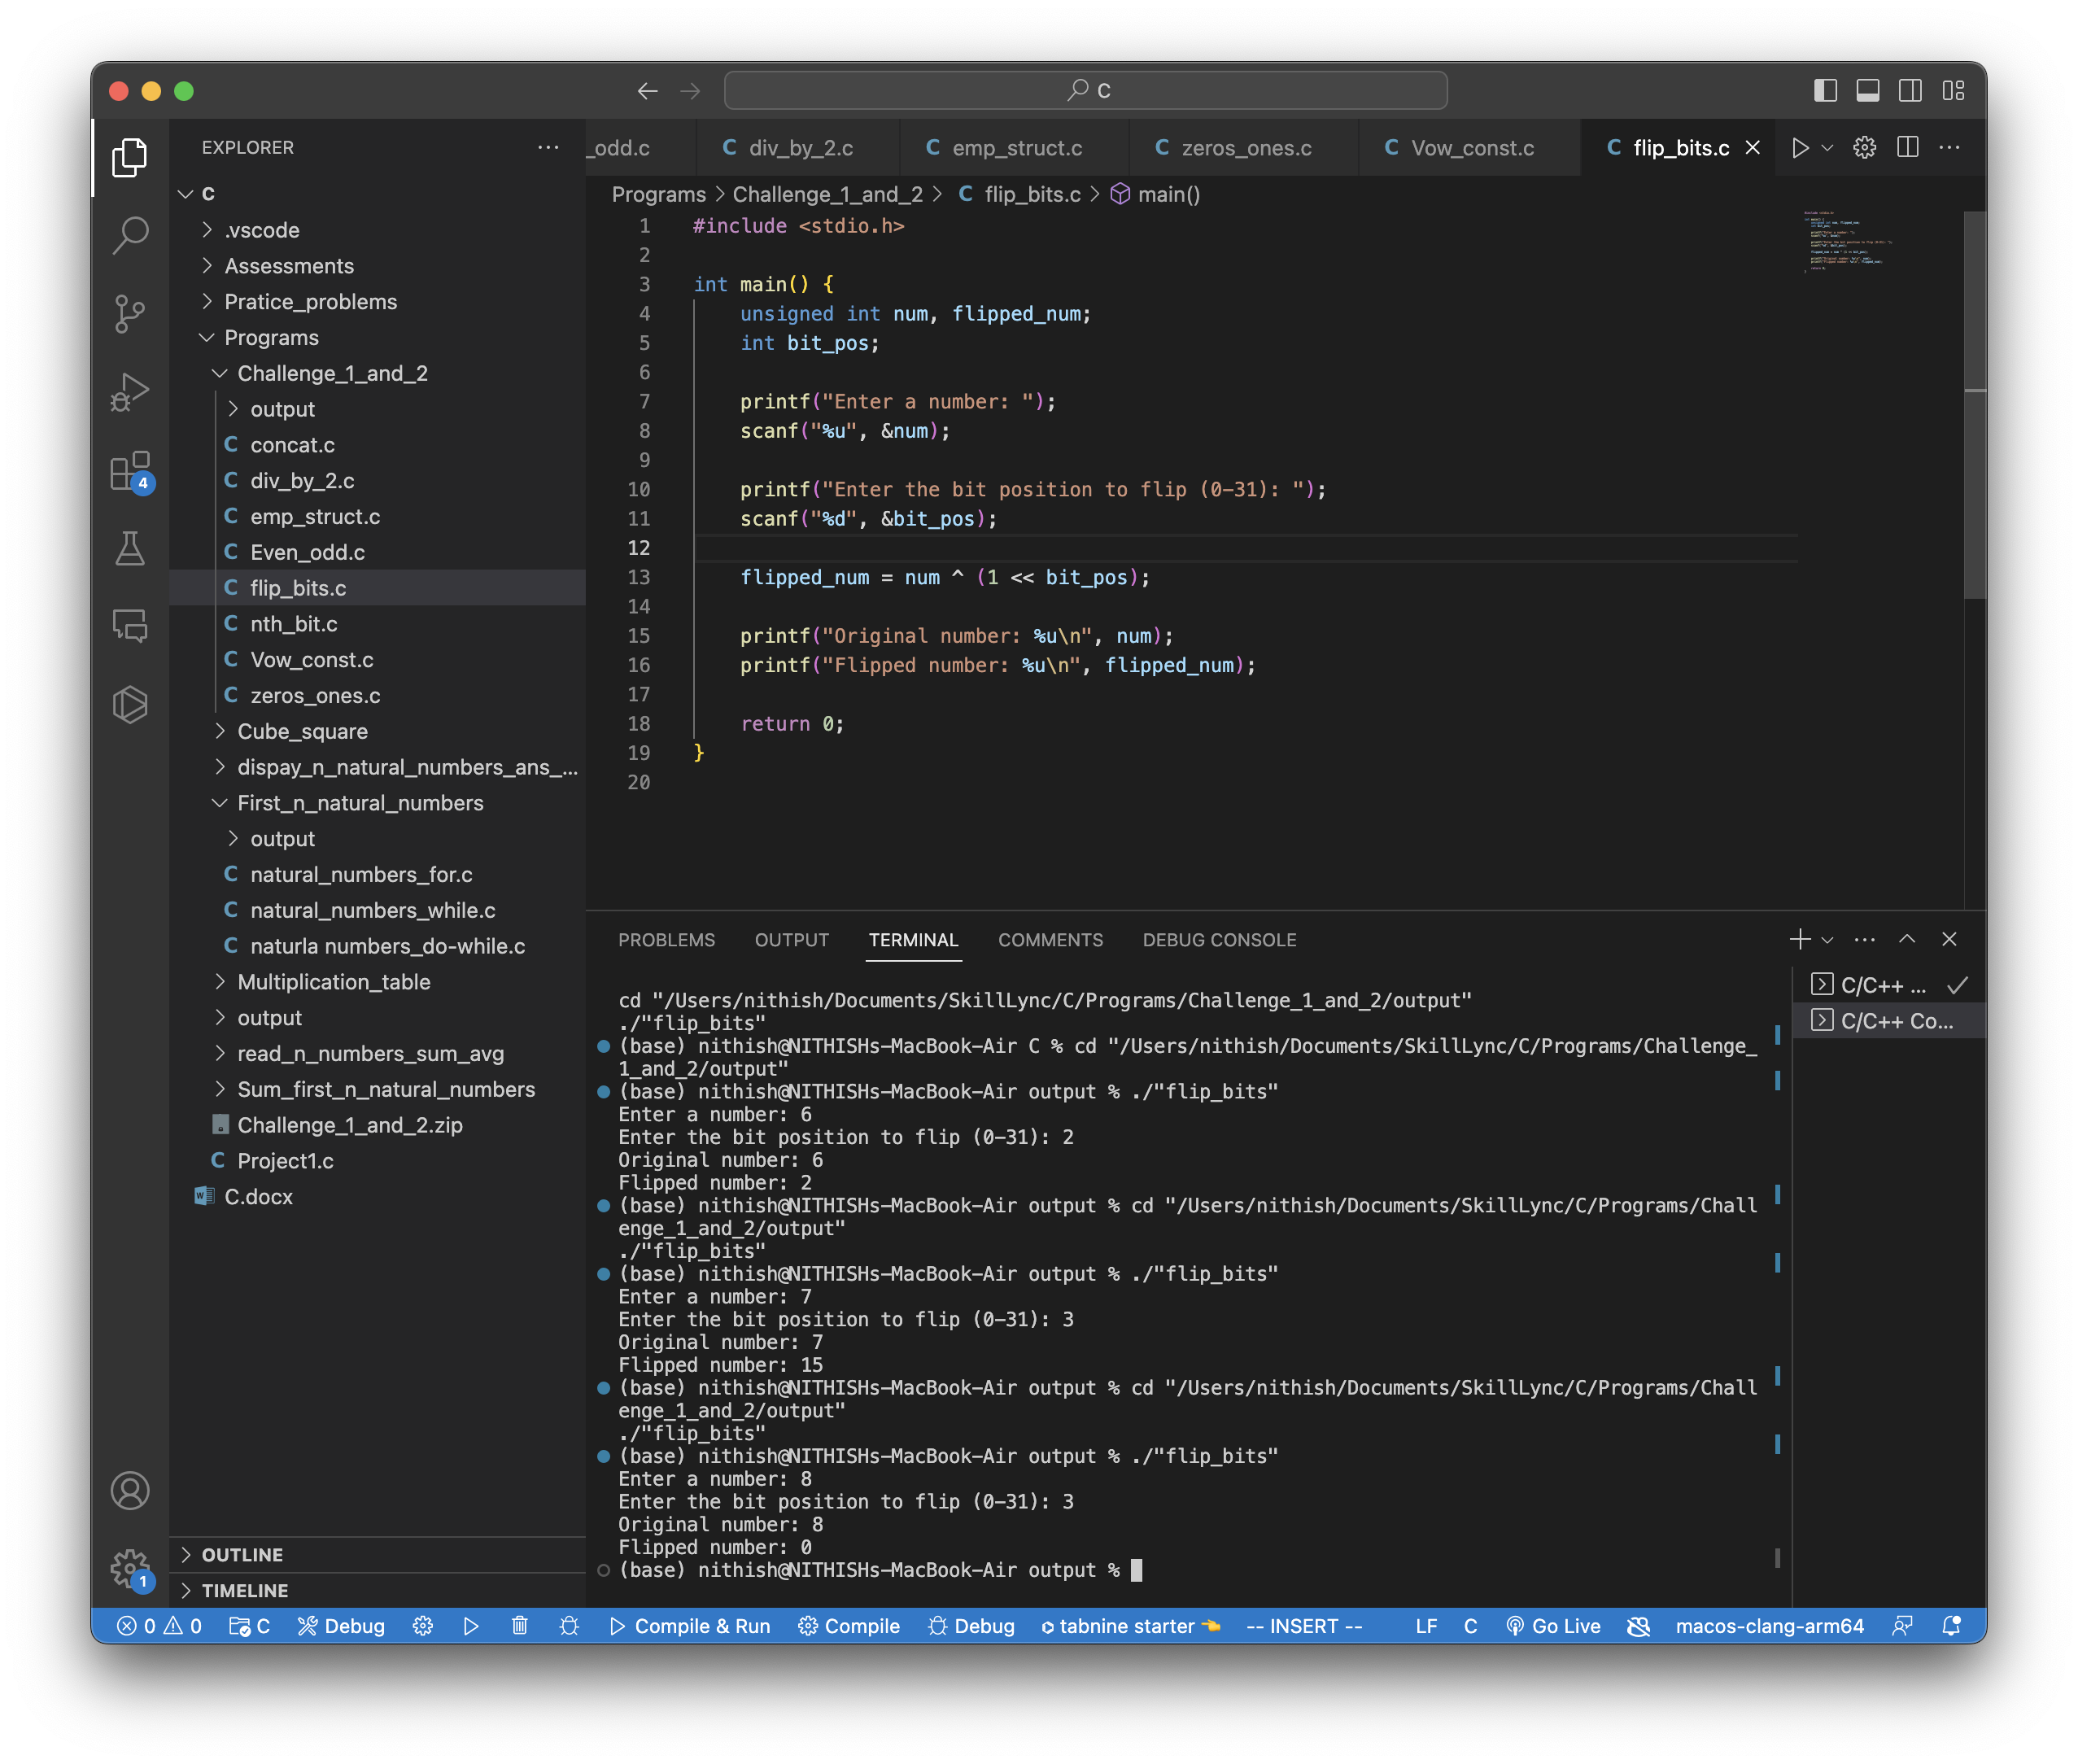 C
EXPLORER
_odd.c
C div_by_2.c
C emp_struct.c
C zeros_ones.c
C Vow_const.c
C flip_bits.c
C
.vscode
Assessments
Pratice_problems
Programs
Challenge_1_and_2
output
C concat.c
C div_by_2.c
C emp_struct.c
C Even_odd.c
C flip_bits.c
C nth_bit.c
C Vow_const.c
C zeros_ones.c
Cube_square
dispay_n_natural_numbers_ans_...
First_n_natural_numbers
output
C natural_numbers_for.c
C natural_numbers_while.c
C naturla numbers_do-while.c
Multiplication_table
output
read_n_numbers_sum_avg
Sum_first_n_natural_numbers
Challenge_1_and_2.zip
C Project1.c
C.docx
OUTLINE
TIMELINE
4
1
Programs > Challenge_1_and_2 > C flip_bits.c > main()
1 #include <stdio.h>
2
3 int main() {
4 unsigned int num, flipped_num;
5 int bit_pos;
6
7 printf("Enter a number: ");
8 scanf("%u", &num);
9
10 printf("Enter the bit position to flip (0-31): ");
11 scanf("%d", &bit_pos);
12
13 flipped_num = num ^ (1 << bit_pos);
14
15 printf("Original number: %u\n", num);
16 printf("Flipped number: %u\n", flipped_num);
17
18 return 0;
19 }
20
PROBLEMS OUTPUT TERMINAL COMMENTS DEBUG CONSOLE
C/C++ ...
C/C++ Co...
cd "/Users/nithish/Documents/SkillLync/C/Programs/Challenge_1_and_2/output"
./"flip_bits"
(base) nithish@NITHISHs-MacBook-Air C % cd "/Users/nithish/Documents/SkillLync/C/Programs/Challenge_
1_and_2/output"
(base) nithish@NITHISHs-MacBook-Air output % ./"flip_bits"
Enter a number: 6
Enter the bit position to flip (0-31): 2
Original number: 6
Flipped number: 2
(base) nithish@NITHISHs-MacBook-Air output % cd "/Users/nithish/Documents/SkillLync/C/Programs/Chall
enge_1_and_2/output"
./"flip_bits"
(base) nithish@NITHISHs-MacBook-Air output % ./"flip_bits"
Enter a number: 7
Enter the bit position to flip (0-31): 3
Original number: 7
Flipped number: 15
(base) nithish@NITHISHs-MacBook-Air output % cd "/Users/nithish/Documents/SkillLync/C/Programs/Chall
enge_1_and_2/output"
./"flip_bits"
(base) nithish@NITHISHs-MacBook-Air output % ./"flip_bits"
Enter a number: 8
Enter the bit position to flip (0-31): 3
Original number: 8
Flipped number: 0
(base) nithish@NITHISHs-MacBook-Air output %
0 0 C Debug Compile & Run Compile Debug tabnine starter -- INSERT -- LF C Go Live macos-clang-arm64